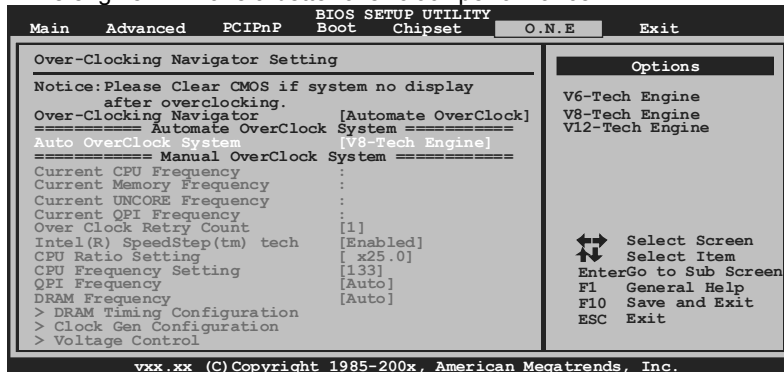 BIOS SETUP UTILITY
Main Advanced PCIPnP Boot Chipset O.N.E Exit
Over-Clocking Navigator Setting
Notice:Please Clear CMOS if system no display
after overclocking.
Over-Clocking Navigator [Automate OverClock]
=========== Automate OverClock System ===========
Auto OverClock System [V8-Tech Engine]
=========== Manual OverClock System ============
Current CPU Frequency :
Current Memory Frequency :
Current UNCORE Frequency :
Current QPI Frequency :
Over Clock Retry Count [1]
Intel(R) SpeedStep(tm) tech [Enabled]
CPU Ratio Setting [ x25.0]
CPU Frequency Setting [133]
QPI Frequency [Auto]
DRAM Frequency [Auto]
> DRAM Timing Configuration
> Clock Gen Configuration
> Voltage Control
Options
V6-Tech Engine
V8-Tech Engine
V12-Tech Engine
Select Screen
Select Item
Enter Go to Sub Screen
F1 General Help
F10 Save and Exit
ESC Exit
vxx.xx (C)Copyright 1985-200x, American Megatrends, Inc.